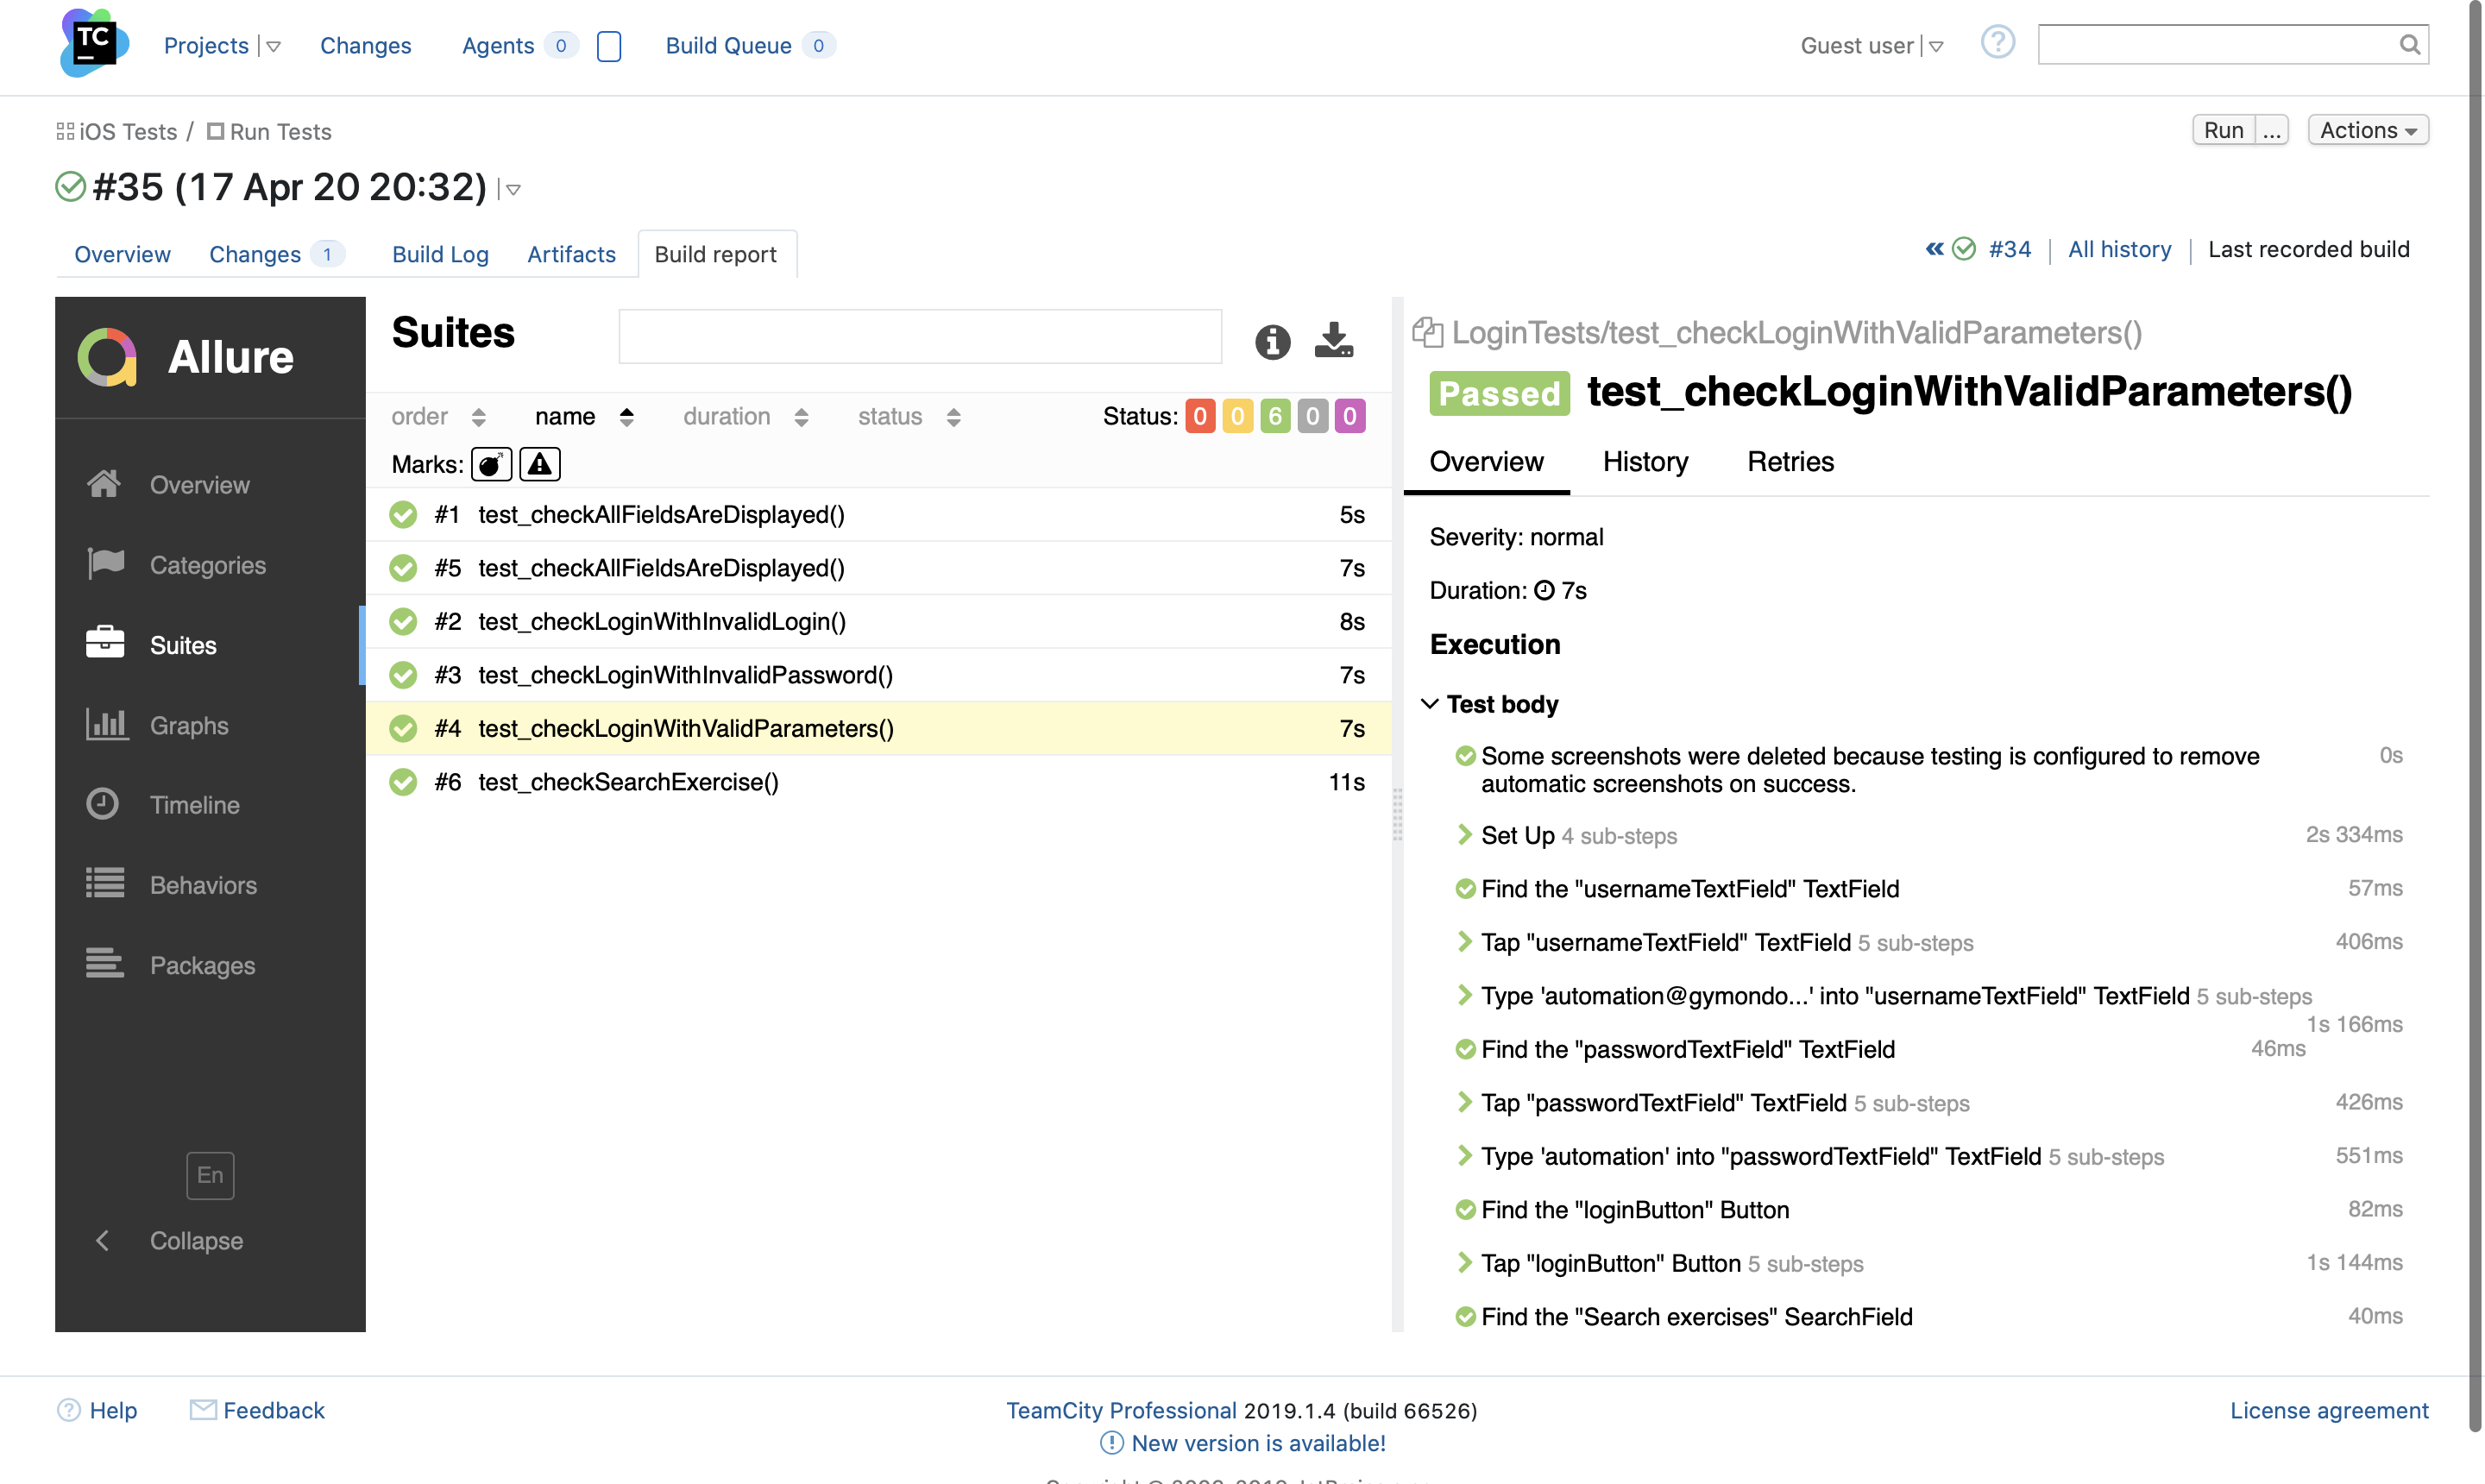 TC
Projects
Changes
Agents 0
Build Queue 0
Guest user
?
iOS Tests / Run Tests
Run ...
Actions
#35 (17 Apr 20 20:32)
Overview
Changes 1
Build Log
Artifacts
Build report
« #34 | All history | Last recorded build
Allure
Overview
Categories
Suites
Graphs
Timeline
Behaviors
Packages
En
Collapse
Suites
order name duration status Status: 0 0 6 0 0
Marks:
#1 test_checkAllFieldsAreDisplayed() 5s
#5 test_checkAllFieldsAreDisplayed() 7s
#2 test_checkLoginWithInvalidLogin() 8s
#3 test_checkLoginWithInvalidPassword() 7s
#4 test_checkLoginWithValidParameters() 7s
#6 test_checkSearchExercise() 11s
LoginTests/test_checkLoginWithValidParameters()
Passed test_checkLoginWithValidParameters()
Overview History Retries
Severity: normal
Duration: 7s
Execution
Test body
Some screenshots were deleted because testing is configured to remove 0s
automatic screenshots on success.
Set Up 4 sub-steps 2s 334ms
Find the "usernameTextField" TextField 57ms
Tap "usernameTextField" TextField 5 sub-steps 406ms
Type 'automation@gymondo...' into "usernameTextField" TextField 5 sub-steps
1s 166ms
Find the "passwordTextField" TextField 46ms
Tap "passwordTextField" TextField 5 sub-steps 426ms
Type 'automation' into "passwordTextField" TextField 5 sub-steps 551ms
Find the "loginButton" Button 82ms
Tap "loginButton" Button 5 sub-steps 1s 144ms
Find the "Search exercises" SearchField 40ms
? Help
Feedback
TeamCity Professional 2019.1.4 (build 66526)
New version is available!
License agreement